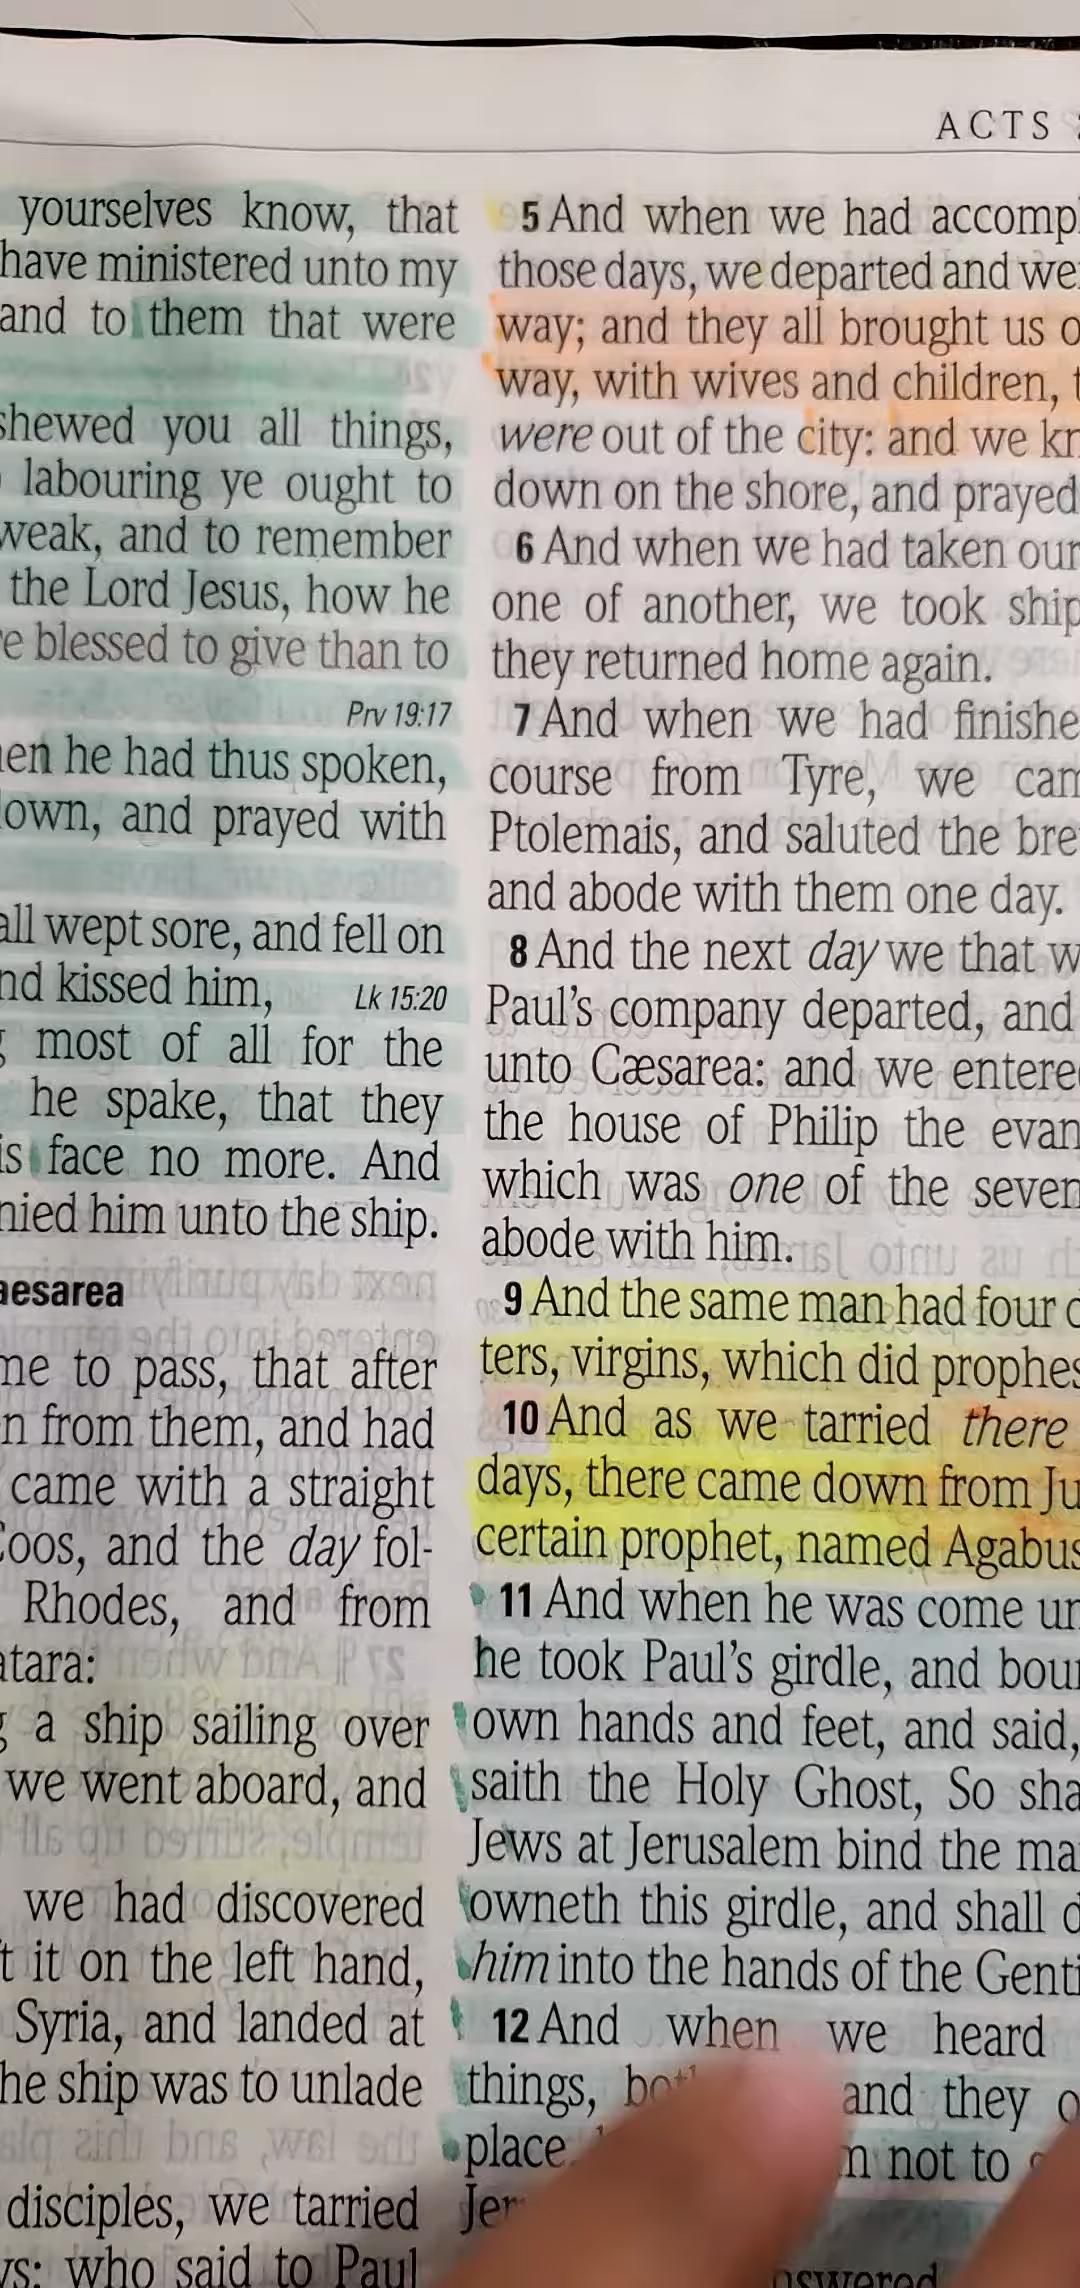 ACTS
yourselves know, that
have ministered unto my
and to them that were
shewed you all things,
labouring ye ought to
weak, and to remember
the Lord Jesus, how he
re blessed to give than to
Prv 19:17
en he had thus spoken,
down, and prayed with
all wept sore, and fell on
nd kissed him, Lk 15:20
g most of all for the
he spake, that they
is face no more. And
nied him unto the ship.
aesarea
me to pass, that after
n from them, and had
came with a straight
Coos, and the day fol-
Rhodes, and from
atara:
g a ship sailing over
we went aboard, and
we had discovered
t it on the left hand,
Syria, and landed at
he ship was to unlade
disciples, we tarried
ys: who said to Paul
5 And when we had accompl
those days, we departed and we
way; and they all brought us o
way, with wives and children, t
were out of the city: and we kn
down on the shore, and prayed
6 And when we had taken our
one of another, we took ship
they returned home again.
7 And when we had finishe
course from Tyre, we cam
Ptolemais, and saluted the bre
and abode with them one day.
8 And the next day we that w
Paul's company departed, and
unto Cæsarea: and we entere
the house of Philip the evan
which was one of the seven
abode with him.
9 And the same man had four d
ters, virgins, which did prophes
10 And as we tarried there
days, there came down from Ju
certain prophet, named Agabus
11 And when he was come un
he took Paul's girdle, and boun
own hands and feet, and said,
saith the Holy Ghost, So sha
Jews at Jerusalem bind the ma
owneth this girdle, and shall d
him into the hands of the Genti
12 And when we heard
things, bot and they o
place, n not to
Jer
nswered